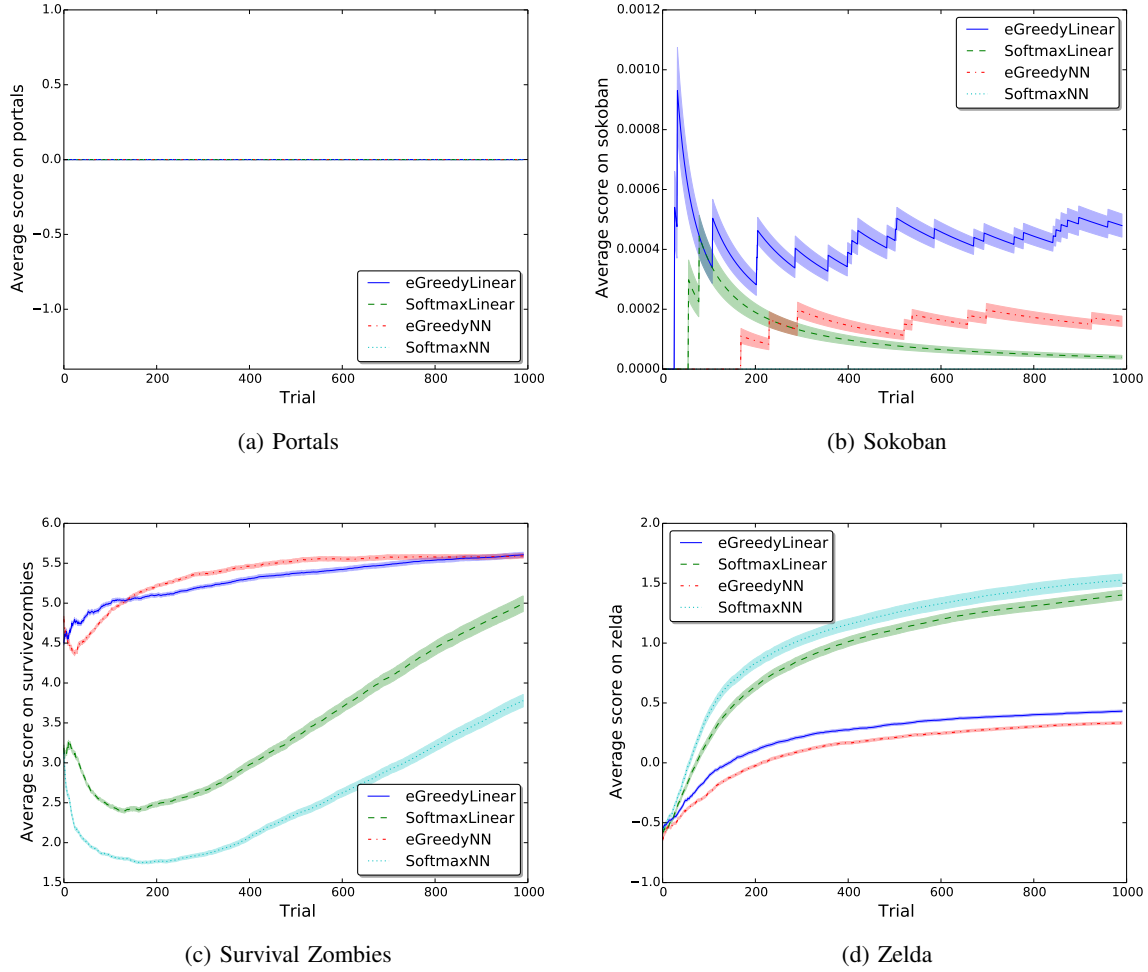 1.0
0.5
0.0
−0.5
−1.0
Average score on portals
eGreedyLinear
SoftmaxLinear
eGreedyNN
SoftmaxNN
0 200 400 600 800 1000
Trial
(a) Portals
0.0012
0.0010
0.0008
0.0006
0.0004
0.0002
0.0000
Average score on sokoban
eGreedyLinear
SoftmaxLinear
eGreedyNN
SoftmaxNN
0 200 400 600 800 1000
Trial
(b) Sokoban
6.0
5.5
5.0
4.5
4.0
3.5
3.0
2.5
2.0
1.5
Average score on survivezombies
eGreedyLinear
SoftmaxLinear
eGreedyNN
SoftmaxNN
0 200 400 600 800 1000
Trial
(c) Survival Zombies
2.0
1.5
1.0
0.5
0.0
−0.5
−1.0
Average score on zelda
eGreedyLinear
SoftmaxLinear
eGreedyNN
SoftmaxNN
0 200 400 600 800 1000
Trial
(d) Zelda